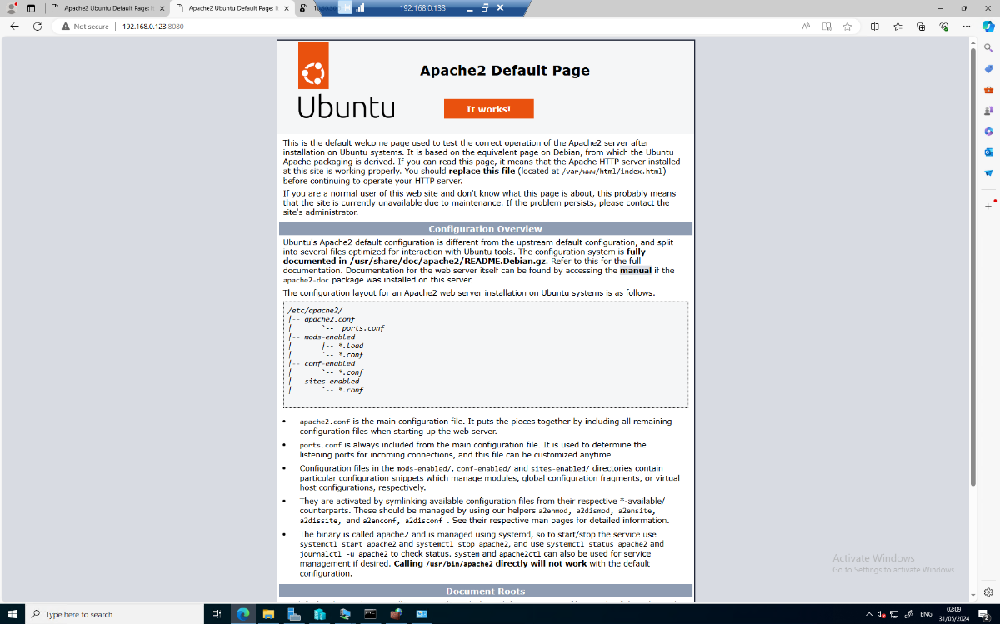 Apache2 Ubuntu Default Page: It
Apache2 Ubuntu Default Page: It
192.168.0.133
Not secure
192.168.0.123:8080
Ubuntu
Apache2 Default Page
It works!
This is the default welcome page used to test the correct operation of the Apache2 server after
installation on Ubuntu systems. It is based on the equivalent page on Debian, from which the Ubuntu
Apache packaging is derived. If you can read this page, it means that the Apache HTTP server installed
at this site is working properly. You should replace this file (located at /var/www/html/index.html)
before continuing to operate your HTTP server.
If you are a normal user of this web site and don't know what this page is about, this probably means
that the site is currently unavailable due to maintenance. If the problem persists, please contact the
site's administrator.
Configuration Overview
Ubuntu's Apache2 default configuration is different from the upstream default configuration, and split
into several files optimized for interaction with Ubuntu tools. The configuration system is fully
documented in /usr/share/doc/apache2/README.Debian.gz. Refer to this for the full
documentation. Documentation for the web server itself can be found by accessing the manual if the
apache2-doc package was installed on this server.
The configuration layout for an Apache2 web server installation on Ubuntu systems is as follows:
/etc/apache2/
|-- apache2.conf
|       `-- ports.conf
|-- mods-enabled
|       |-- *.load
|       `-- *.conf
|-- conf-enabled
|       `-- *.conf
|-- sites-enabled
|       `-- *.conf
• apache2.conf is the main configuration file. It puts the pieces together by including all remaining
configuration files when starting up the web server.
• ports.conf is always included from the main configuration file. It is used to determine the
listening ports for incoming connections, and this file can be customized anytime.
• Configuration files in the mods-enabled/, conf-enabled/ and sites-enabled/ directories contain
particular configuration snippets which manage modules, global configuration fragments, or virtual
host configurations, respectively.
• They are activated by symlinking available configuration files from their respective *-available/
counterparts. These should be managed by using our helpers a2enmod, a2dismod, a2ensite,
a2dissite, and a2enconf, a2disconf . See their respective man pages for detailed information.
• The binary is called apache2 and is managed using systemd, so to start/stop the service use
systemctl start apache2 and systemctl stop apache2, and use systemctl status apache2 and
journalctl -u apache2 to check status. system and apache2ctl can also be used for service
management if desired. Calling /usr/bin/apache2 directly will not work with the default
configuration.
Document Roots
Activate Windows
Go to Settings to activate Windows.
Type here to search
ENG
02:09
31/05/2024
2